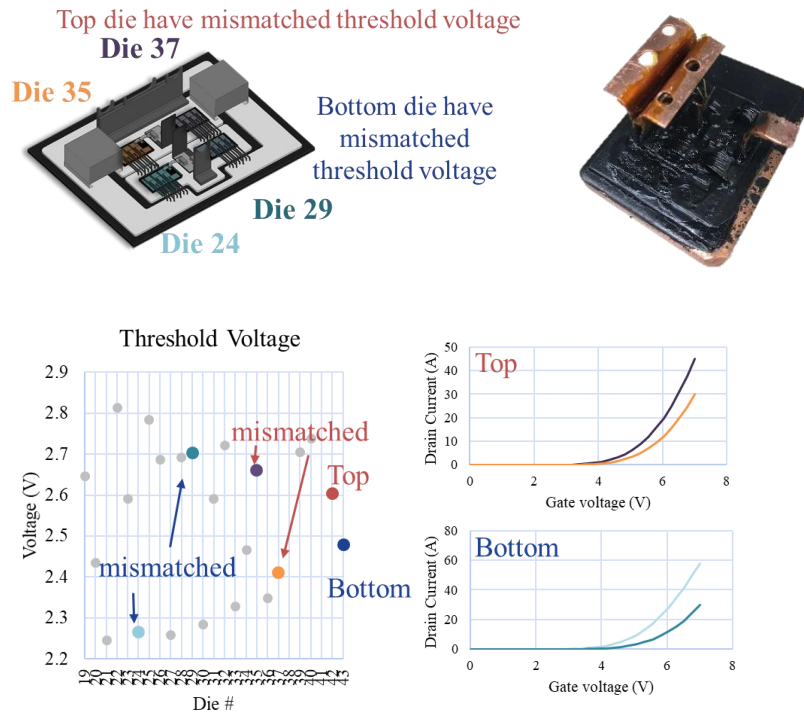 Top die have mismatched threshold voltage
Die 37
Die 35
Bottom die have
mismatched
threshold voltage
Die 29
Die 24
Threshold Voltage
2.9
2.8
2.7
2.6
2.5
2.4
2.3
2.2
Voltage (V)
mismatched
Top
mismatched
Bottom
19
20
21
22
23
24
25
26
27
28
29
30
31
32
33
34
35
36
37
38
39
40
41
42
43
Die #
Top
50
40
30
20
10
0
Drain Current (A)
0 2 4 6 8
Gate voltage (V)
Bottom
80
60
40
20
0
Drain Current (A)
0 2 4 6 8
Gate voltage (V)